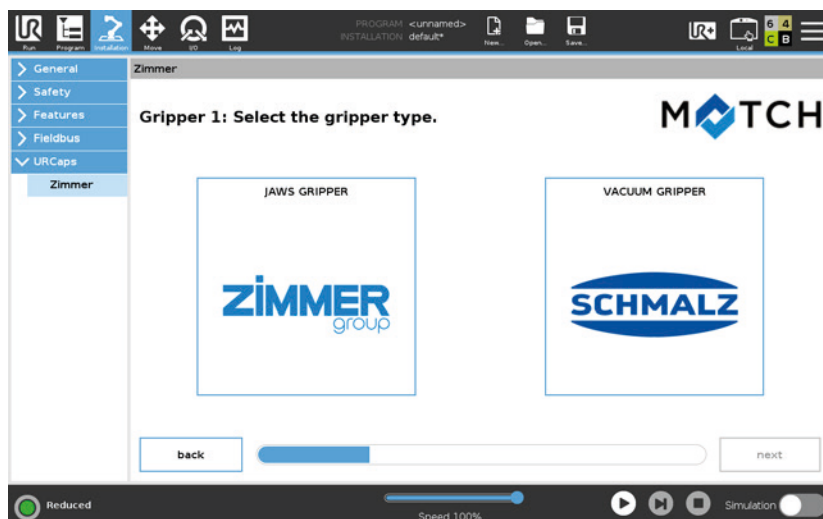 UR
PROGRAM <unnamed>
INSTALLATION default*
Run Program Installation Move I/O Log New... Open... Save... UR+ Local 6 4 C B
General
Zimmer
Safety
Features
Fieldbus
URCaps
Zimmer
Gripper 1: Select the gripper type.
MATCH
JAWS GRIPPER
VACUUM GRIPPER
ZIMMER
group
SCHMALZ
back
next
Reduced
Speed 100%
Simulation